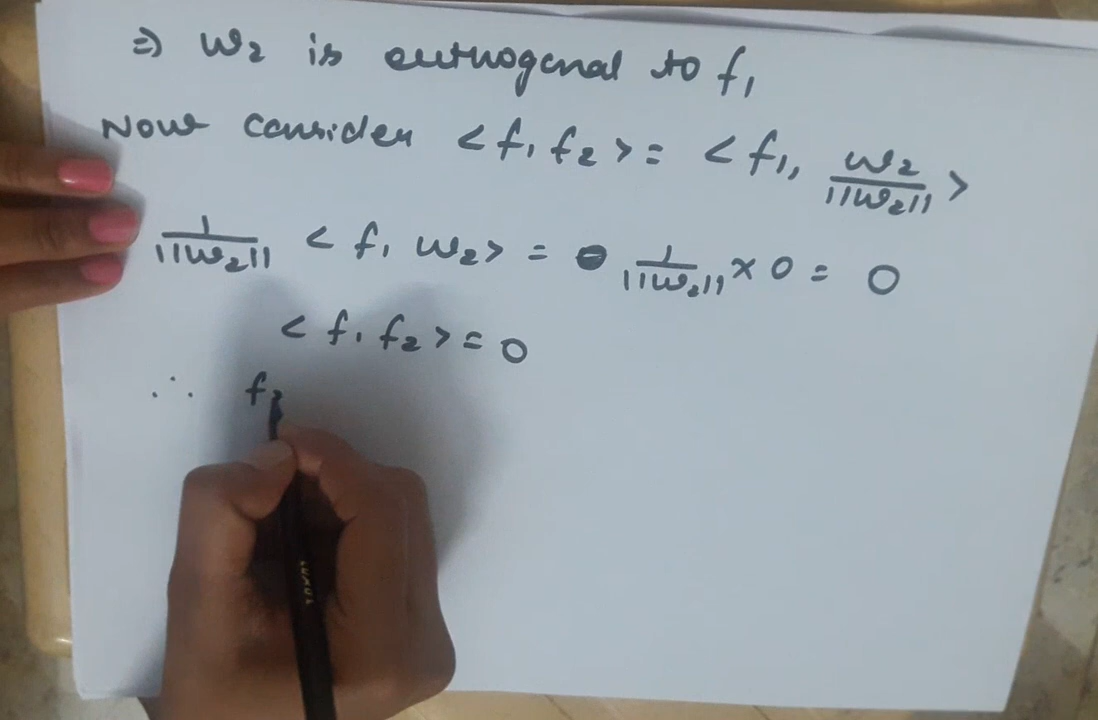 ⇒ w₂ is orthogonal to f₁
Now consider <f₁ f₂> = <f₁, w₂/||w₂||>
1/||w₂|| <f₁ w₂> = 1/||w₂|| × 0 = 0
<f₁ f₂> = 0
∴ f₂